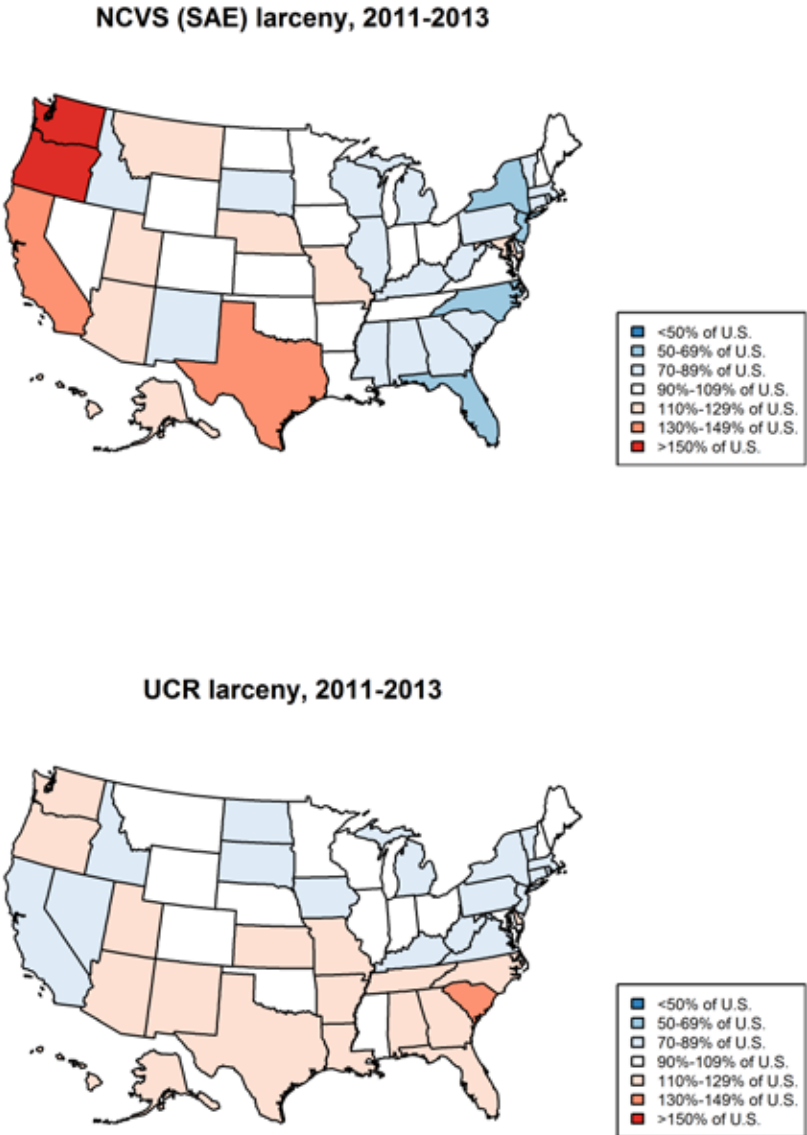 NCVS (SAE) larceny, 2011-2013
<50% of U.S.
50-69% of U.S.
70-89% of U.S.
90%-109% of U.S.
110%-129% of U.S.
130%-149% of U.S.
>150% of U.S.
UCR larceny, 2011-2013
<50% of U.S.
50-69% of U.S.
70-89% of U.S.
90%-109% of U.S.
110%-129% of U.S.
130%-149% of U.S.
>150% of U.S.